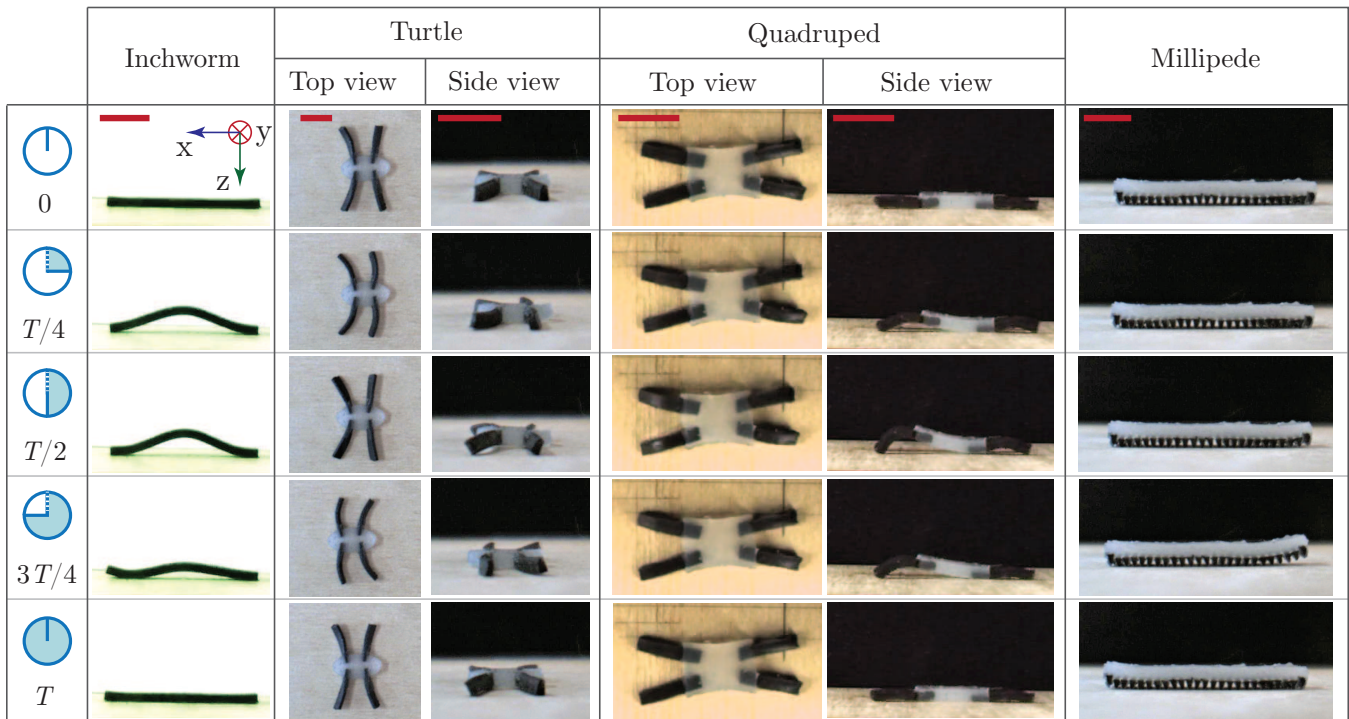 Inchworm
Turtle
Quadruped
Millipede
Top view
Side view
Top view
Side view
x
y
z
0
T/4
T/2
3T/4
T